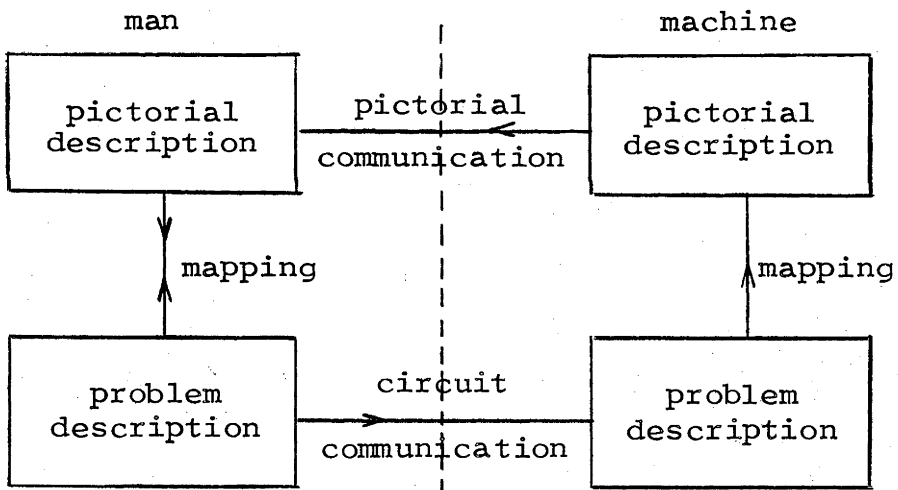 man
machine
pictorial
description
pictorial
communication
pictorial
description
mapping
mapping
problem
description
circuit
communication
problem
description